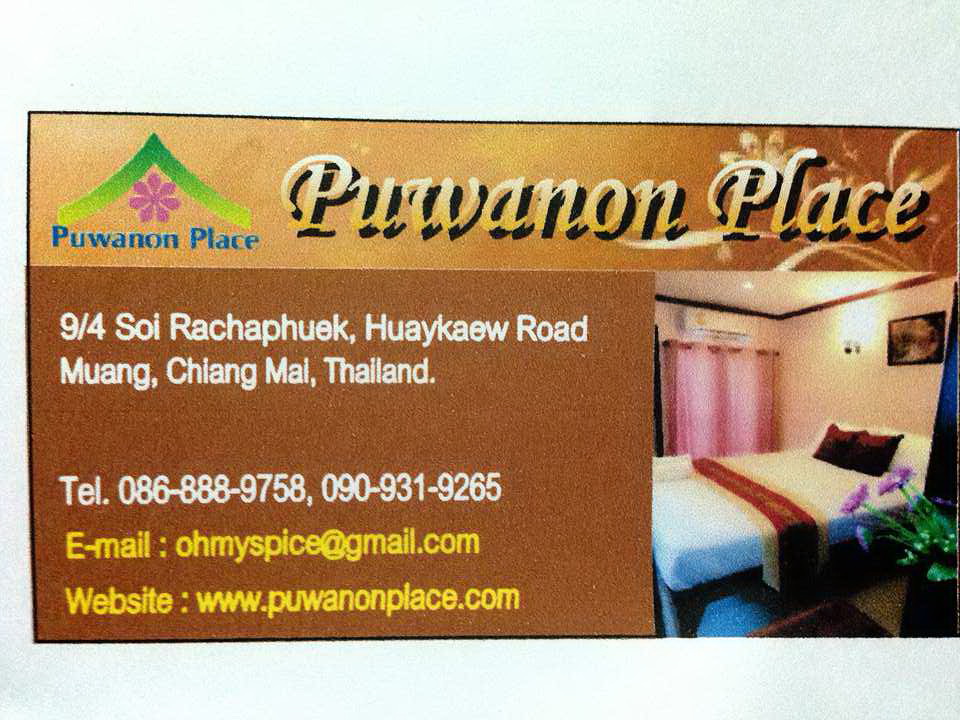 Puwanon Place
Puwanon Place
9/4 Soi Rachaphuek, Huaykaew Road
Muang, Chiang Mai, Thailand.
Tel. 086-888-9758, 090-931-9265
E-mail : ohmyspice@gmail.com
Website : www.puwanonplace.com